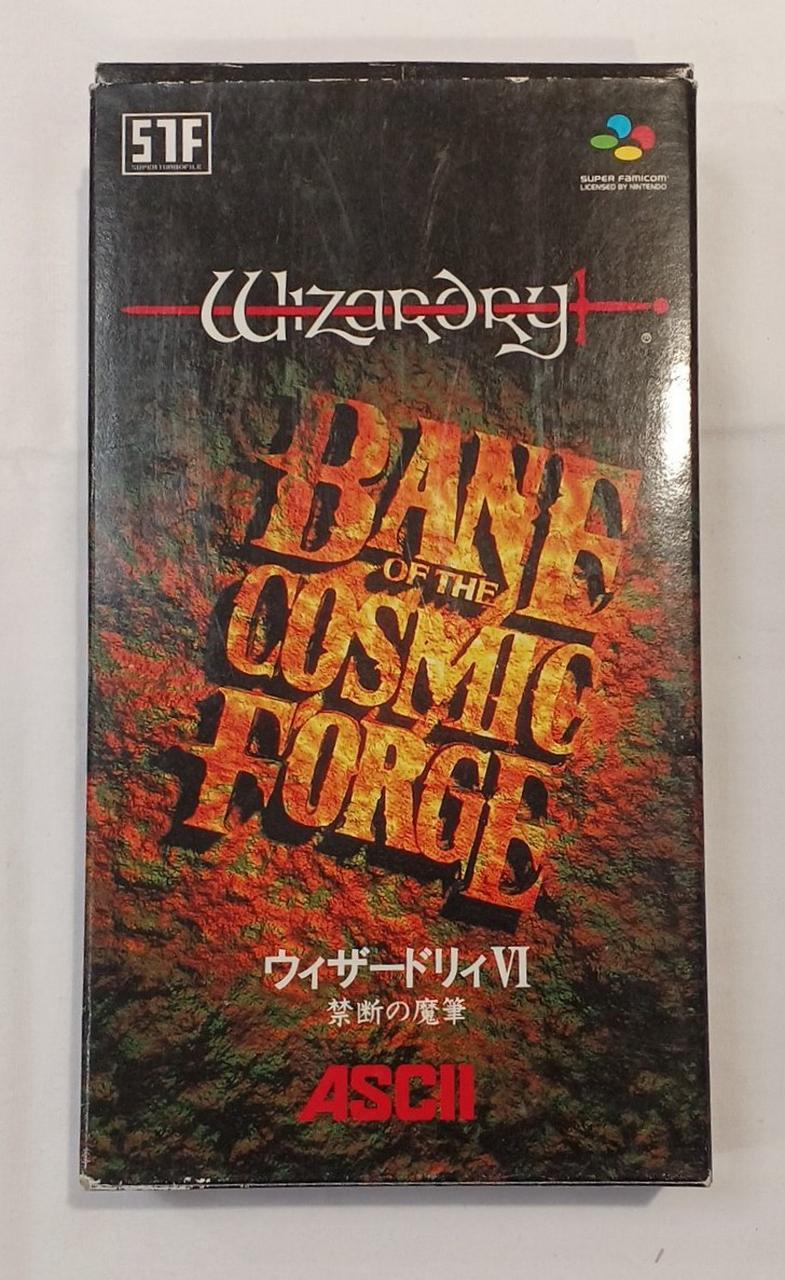 STF
SUPER TURBOFILE
SUPER FAMICOM
LICENSED BY NINTENDO
Wizardry
®
BANE
OF THE
COSMIC
FORGE
ウィザードリィVI
禁断の魔筆
ASCII